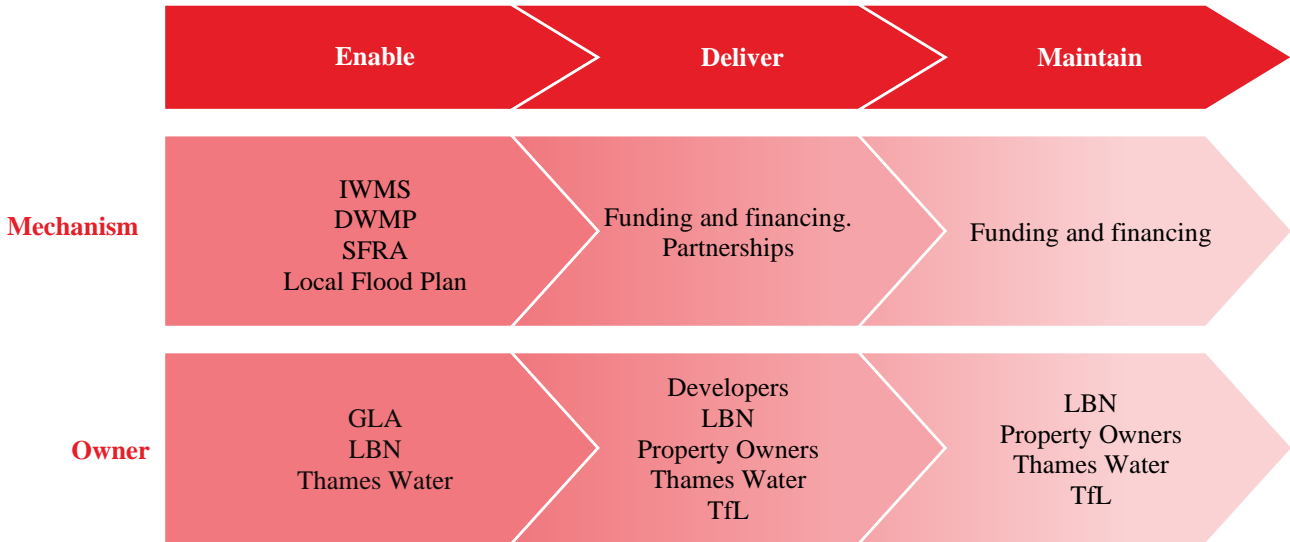 Enable
Deliver
Maintain
Mechanism
IWMS
DWMP
SFRA
Local Flood Plan
Funding and financing.
Partnerships
Funding and financing
Owner
GLA
LBN
Thames Water
Developers
LBN
Property Owners
Thames Water
TfL
LBN
Property Owners
Thames Water
TfL